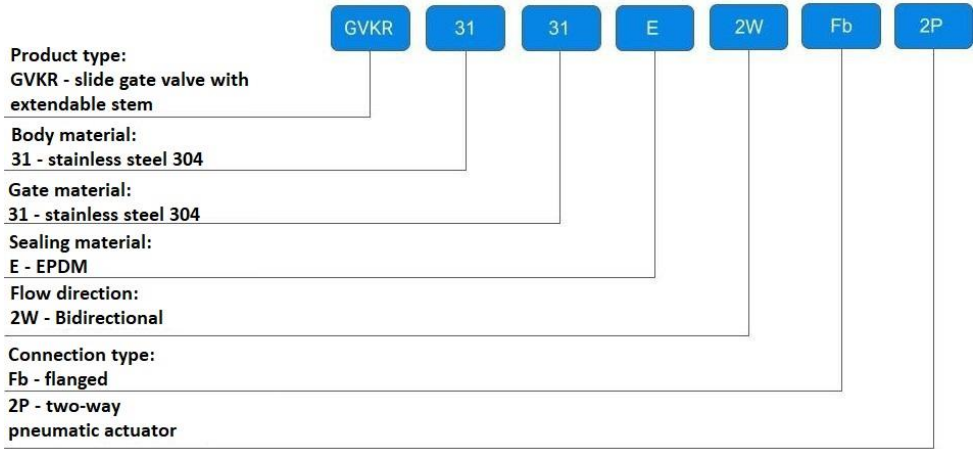 GVKR 31 31 E 2W Fb 2P
Product type:
GVKR - slide gate valve with
extendable stem
Body material:
31 - stainless steel 304
Gate material:
31 - stainless steel 304
Sealing material:
E - EPDM
Flow direction:
2W - Bidirectional
Connection type:
Fb - flanged
2P - two-way
pneumatic actuator